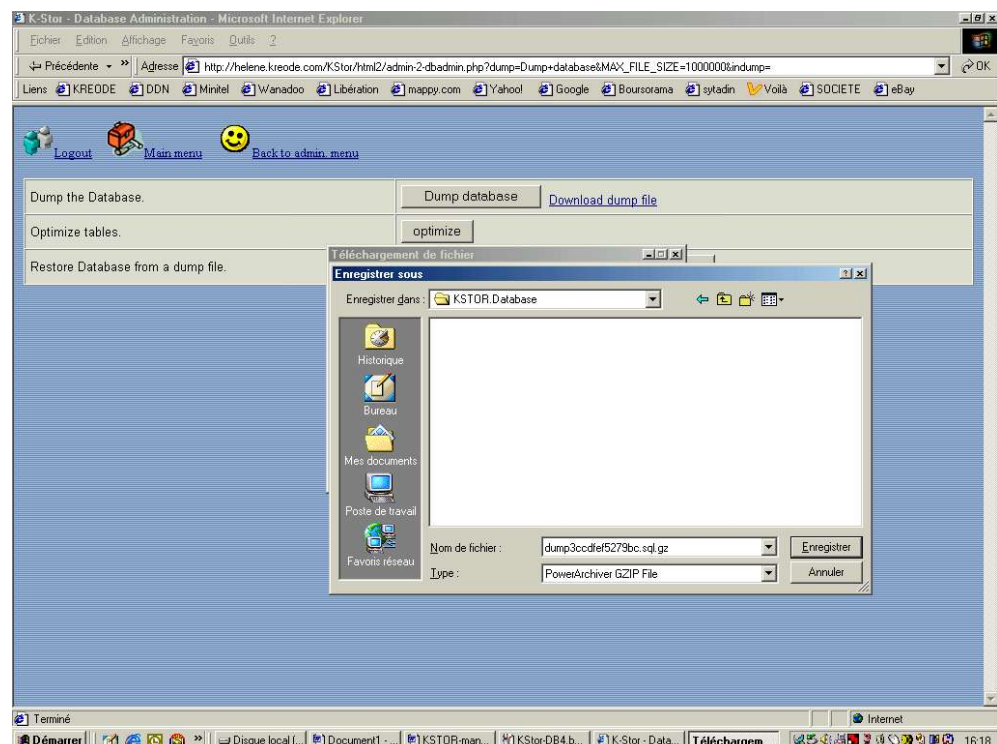 K-Stor - Database Administration - Microsoft Internet Explorer
Fichier Edition Affichage Favoris Outils ?
Précédente » Adresse http://helene.kreode.com/KStor/html2/admin-2-dbadmin.php?dump=Dump+database&MAX_FILE_SIZE=1000000&indump= OK
Liens KREODE DDN Minitel Wanadoo Libération mappy.com Yahoo! Google Boursorama sytadin Voilà SOCIETE eBay
Logout Main menu Back to admin. menu
Dump the Database. Dump database Download dump file
Optimize tables. optimize
Restore Database from a dump file.
Téléchargement de fichier
Enregistrer sous
Enregistrer dans : KSTOR.Database
Historique
Bureau
Mes documents
Poste de travail
Favoris réseau
Nom de fichier : dump3ccdfef5279bc.sql.gz Enregistrer
Type : PowerArchiver GZIP File Annuler
Terminé Internet
Démarrer » Disque local (... Document1 - ... KSTOR-man... KStor-DB4.b... K-Stor - Data... Téléchargem... 16:18